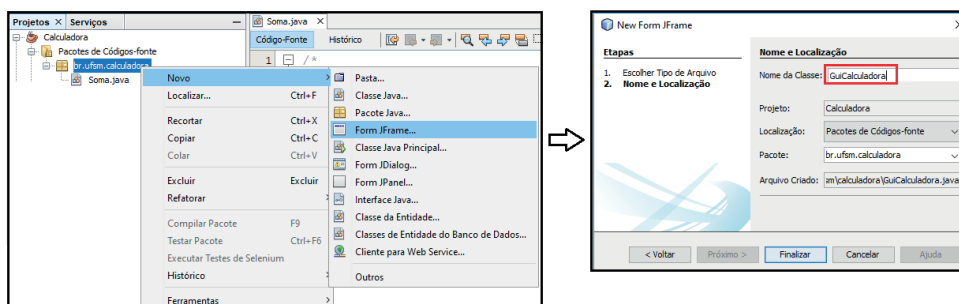 Projetos × Serviços
Calculadora
Pacotes de Códigos-fonte
br.ufsm.calculadora
Soma.java
Soma.java ×
Código-Fonte Histórico
1 /*
Novo
Localizar... Ctrl+F
Recortar Ctrl+X
Copiar Ctrl+C
Colar Ctrl+V
Excluir Excluir
Refatorar
Compilar Pacote F9
Testar Pacote Ctrl+F6
Executar Testes de Selenium
Histórico
Ferramentas
Pasta...
Classe Java...
Pacote Java...
Form JFrame...
Classe Java Principal...
Form JDialog...
Form JPanel...
Interface Java...
Classe da Entidade...
Classes de Entidade do Banco de Dados...
Cliente para Web Service...
Outros
New Form JFrame
Etapas
1. Escolher Tipo de Arquivo
2. Nome e Localização
Nome e Localização
Nome da Classe: GuiCalculadora
Projeto: Calculadora
Localização: Pacotes de Códigos-fonte
Pacote: br.ufsm.calculadora
Arquivo Criado: sm\calculadora\GuiCalculadora.java
< Voltar Próximo > Finalizar Cancelar Ajuda